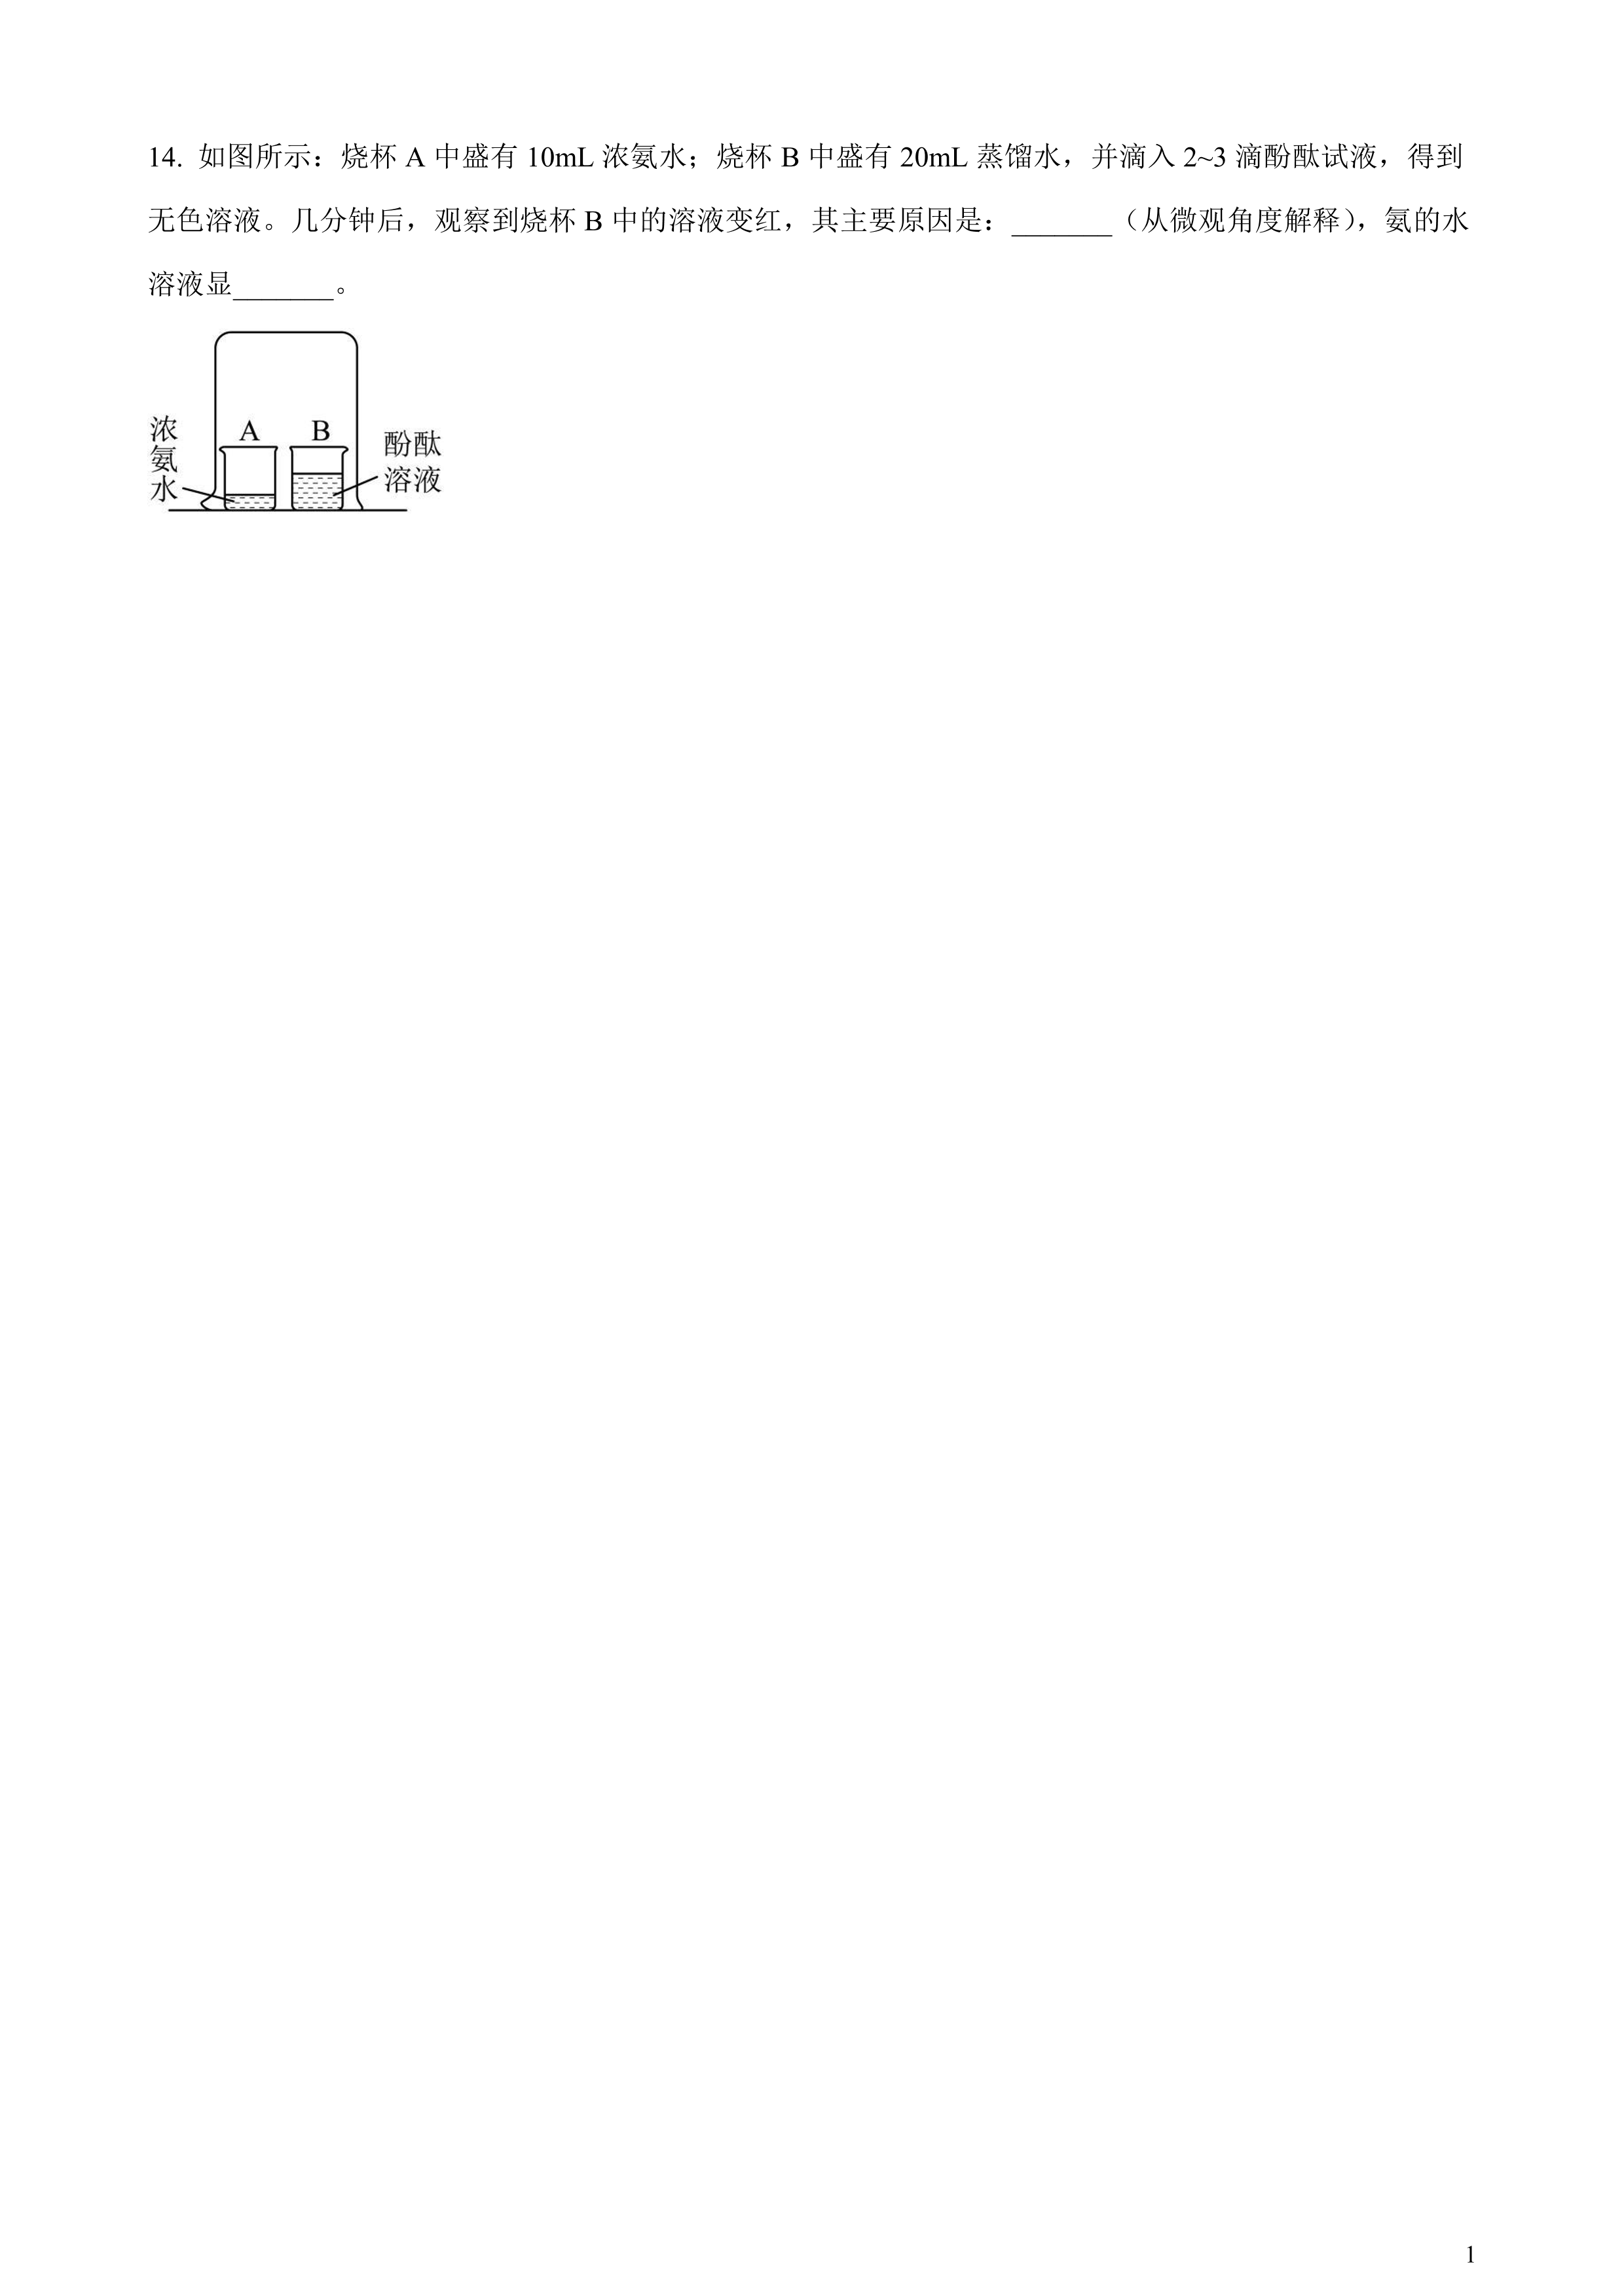 14. 如图所示：烧杯 A 中盛有 10mL 浓氨水；烧杯 B 中盛有 20mL 蒸馏水，并滴入 2~3 滴酚酞试液，得到
无色溶液。几分钟后，观察到烧杯 B 中的溶液变红，其主要原因是：_______（从微观角度解释），氨的水
溶液显_______。
浓氨水
A
B
酚酞
溶液
1